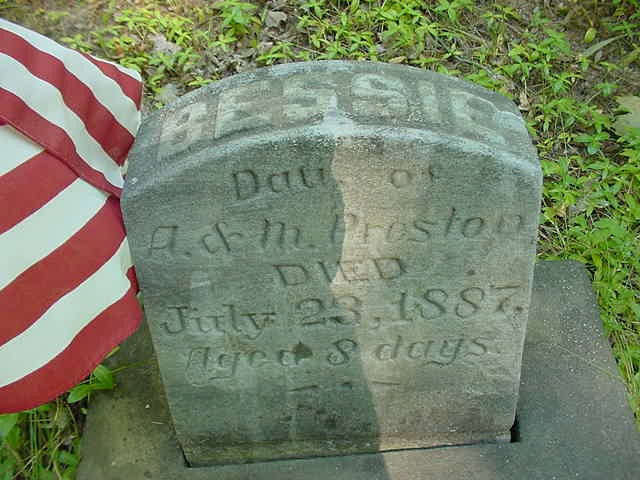 BESSIE
Dau. of
A. & M. Preston,
DIED
July 23, 1887,
Aged 8 days.